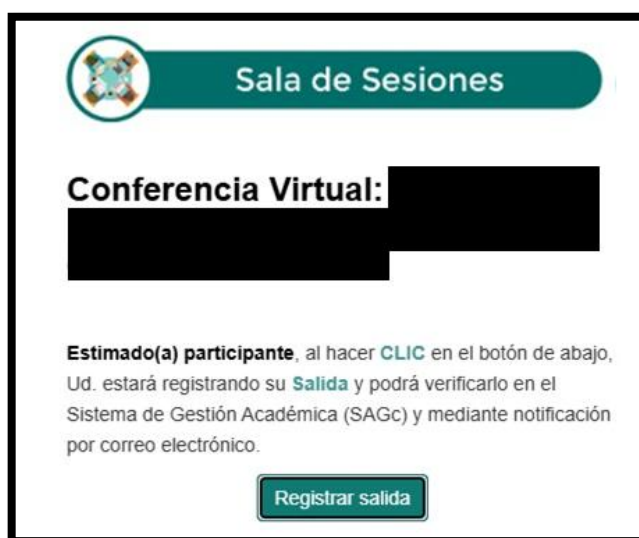 Sala de Sesiones
Conferencia Virtual:
Estimado(a) participante, al hacer CLIC en el botón de abajo,
Ud. estará registrando su Salida y podrá verificarlo en el
Sistema de Gestión Académica (SAGc) y mediante notificación
por correo electrónico.
Registrar salida